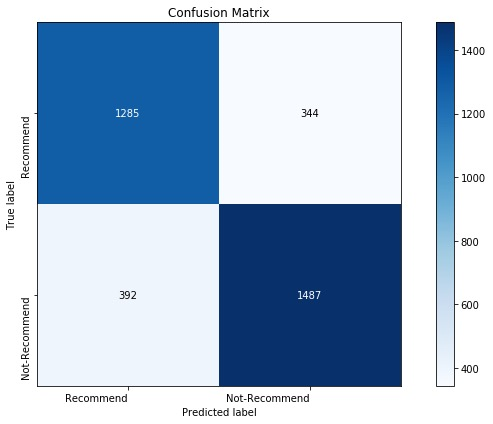 Confusion Matrix
True label
Recommend
Not-Recommend
1285
344
392
1487
Recommend
Not-Recommend
Predicted label
1400
1200
1000
800
600
400